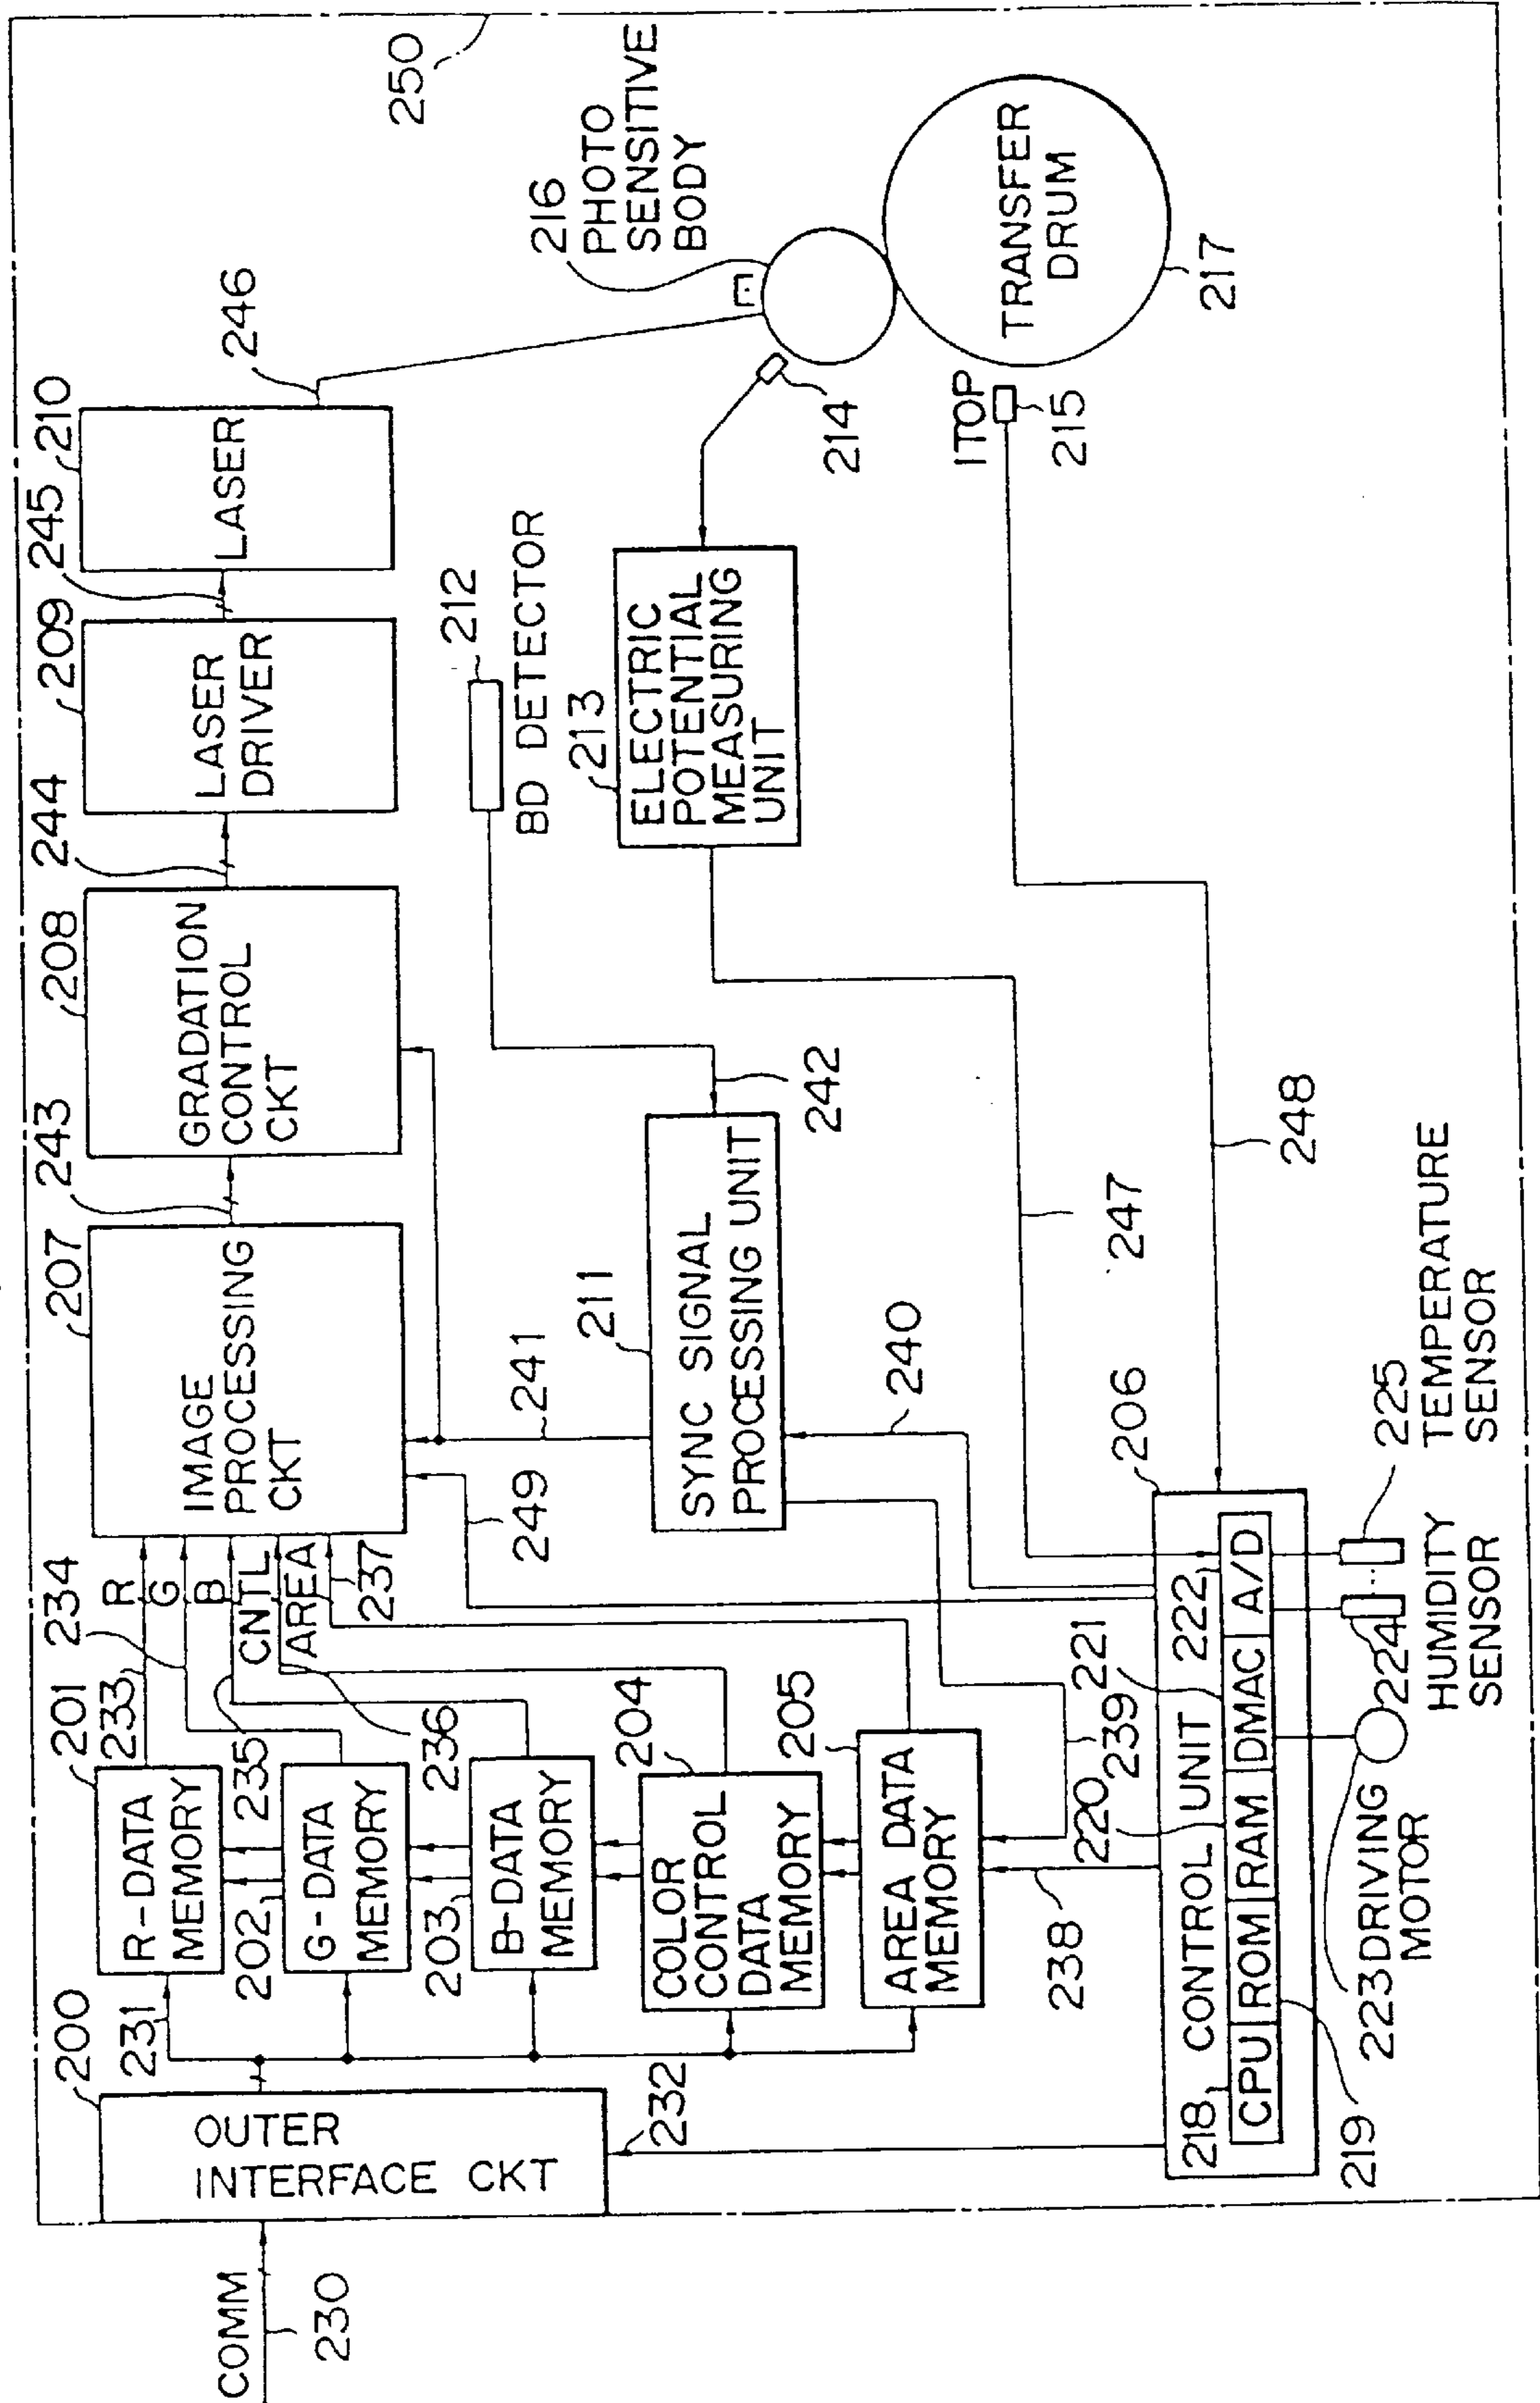 COMM
230
200
OUTER
INTERFACE CKT
231
232
201
R-DATA
MEMORY
202
G-DATA
MEMORY
203
B-DATA
MEMORY
204
COLOR
CONTROL
DATA
MEMORY
205
AREA DATA
MEMORY
233
234
235
236
237
R
G
B
CNTL
AREA
238
239
207
IMAGE
PROCESSING
CKT
243
208
GRADATION
CONTROL
CKT
244
209
LASER
DRIVER
245
210
LASER
246
250
249
241
211
SYNC SIGNAL
PROCESSING UNIT
240
242
212
BD DETECTOR
213
ELECTRIC
POTENTIAL
MEASURING
UNIT
214
E
216
PHOTO
SENSITIVE
BODY
TRANSFER
DRUM
217
ITOP
215
247
248
206
218
CONTROL UNIT
220
221
222
CPU
ROM
RAM
DMAC
A/D
219
223
DRIVING
MOTOR
224
HUMIDITY
SENSOR
225
TEMPERATURE
SENSOR